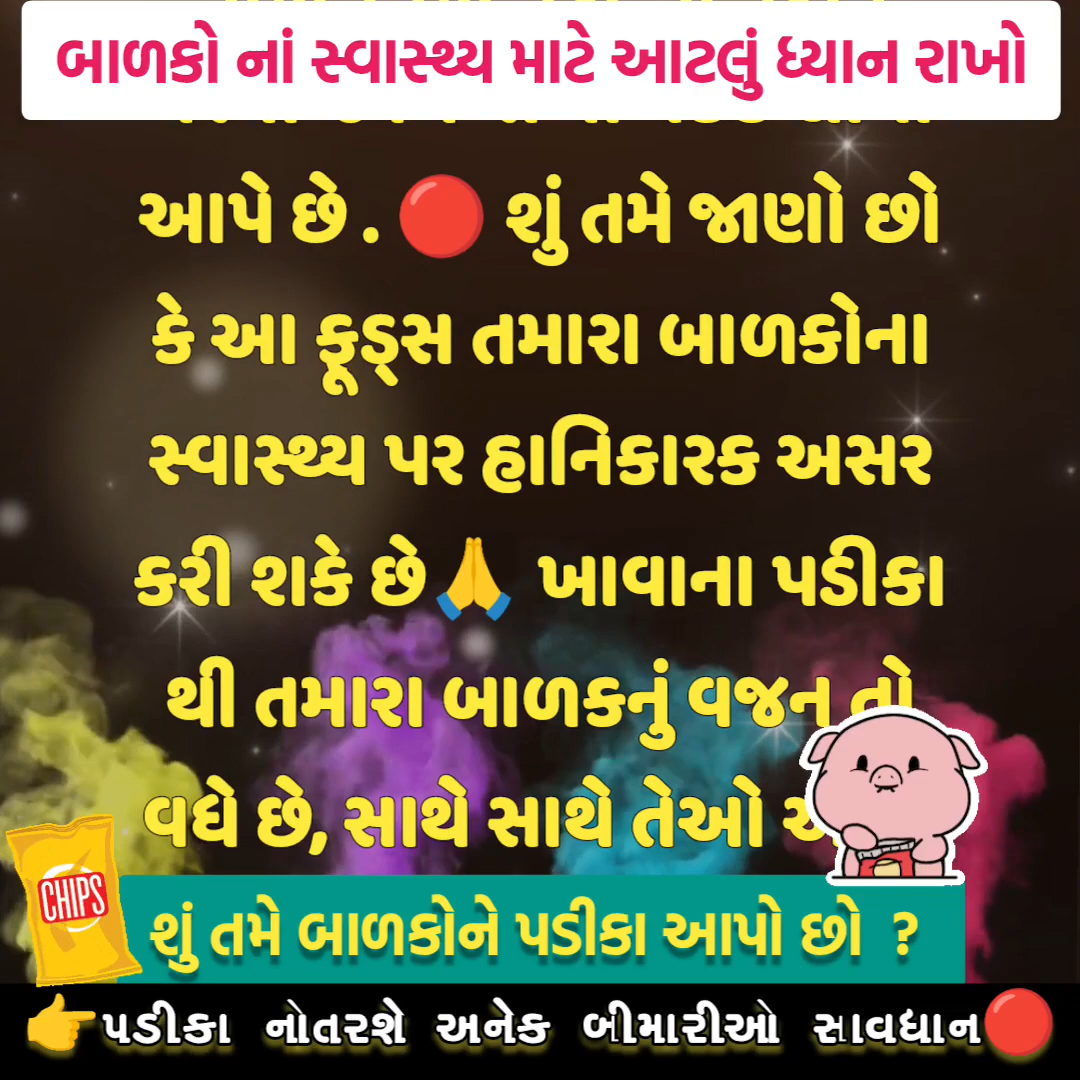 બાળકો નાં સ્વાસ્થ્ય માટે આટલું ધ્યાન રાખો
આપે છે . 🔴 શું તમે જાણો છો
કે આ ફૂડ્સ તમારા બાળકોના
સ્વાસ્થ્ય પર હાનિકારક અસર
કરી શકે છે🙏 ખાવાના પડીકા
થી તમારા બાળકનું વજન તો
વધે છે, સાથે સાથે તેઓ
CHIPS
શું તમે બાળકોને પડીકા આપો છો ?
👉પડીકા નોતરશે અનેક બીમારીઓ સાવધાન🔴